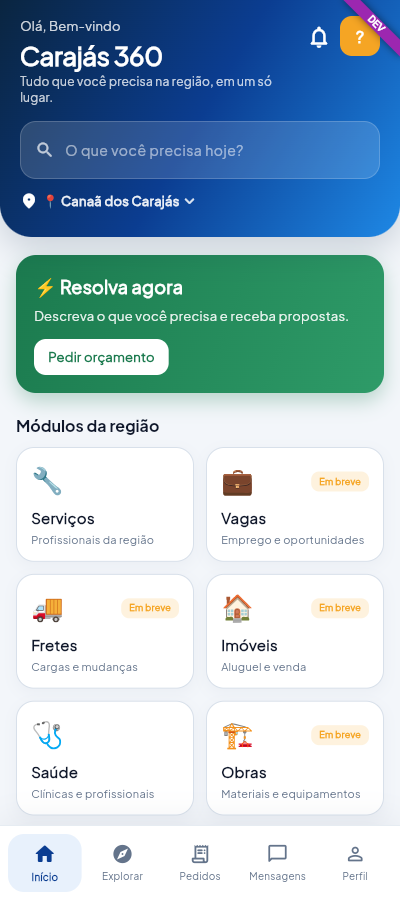 Olá, Bem-vindo
Carajás 360
Tudo que você precisa na região, em um só
lugar.
?
DEV
O que você precisa hoje?
Canaã dos Carajás
Resolva agora
Descreva o que você precisa e receba propostas.
Pedir orçamento
Módulos da região
Serviços
Profissionais da região
Em breve
Vagas
Emprego e oportunidades
Em breve
Fretes
Cargas e mudanças
Em breve
Imóveis
Aluguel e venda
Saúde
Clínicas e profissionais
Em breve
Obras
Materiais e equipamentos
Início
Explorar
Pedidos
Mensagens
Perfil